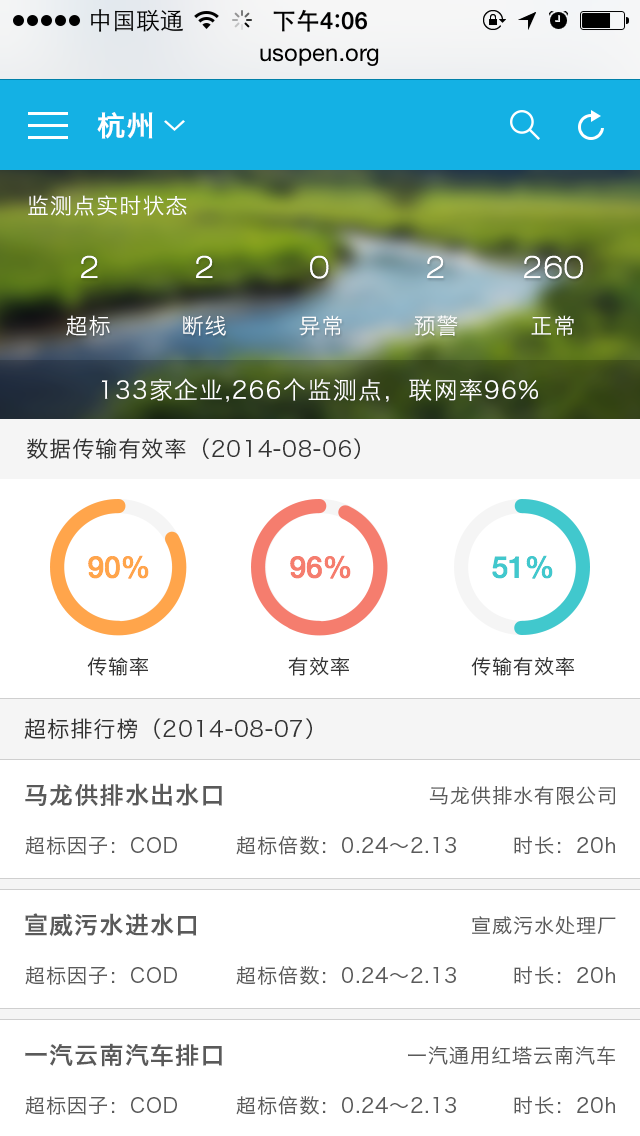 中国联通 下午4:06
usopen.org
杭州
监测点实时状态
2 2 0 2 260
超标 断线 异常 预警 正常
133家企业,266个监测点，联网率96%
数据传输有效率（2014-08-06）
90% 96% 51%
传输率 有效率 传输有效率
超标排行榜（2014-08-07）
马龙供排水出水口 马龙供排水有限公司
超标因子：COD 超标倍数：0.24～2.13 时长：20h
宣威污水进水口 宣威污水处理厂
超标因子：COD 超标倍数：0.24～2.13 时长：20h
一汽云南汽车排口 一汽通用红塔云南汽车
超标因子：COD 超标倍数：0.24～2.13 时长：20h